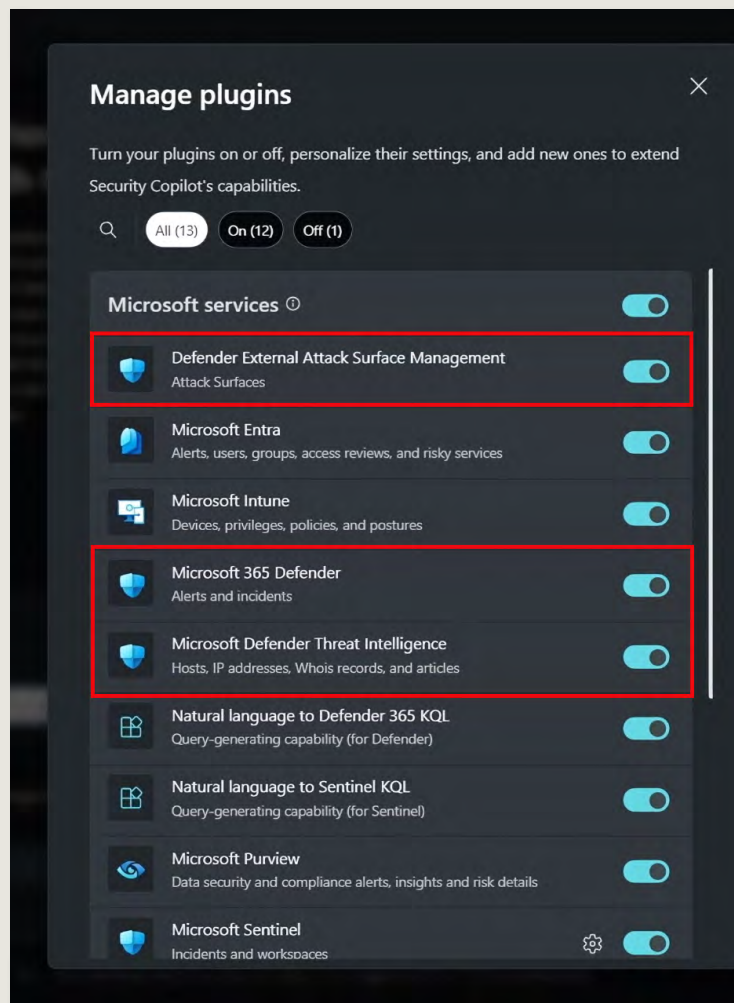 Manage plugins
Turn your plugins on or off, personalize their settings, and add new ones to extend
Security Copilot's capabilities.
All (13)
On (12)
Off (1)
Microsoft services
Defender External Attack Surface Management
Attack Surfaces
Microsoft Entra
Alerts, users, groups, access reviews, and risky services
Microsoft Intune
Devices, privileges, policies, and postures
Microsoft 365 Defender
Alerts and incidents
Microsoft Defender Threat Intelligence
Hosts, IP addresses, Whois records, and articles
Natural language to Defender 365 KQL
Query-generating capability (for Defender)
Natural language to Sentinel KQL
Query-generating capability (for Sentinel)
Microsoft Purview
Data security and compliance alerts, insights and risk details
Microsoft Sentinel
Incidents and workspaces